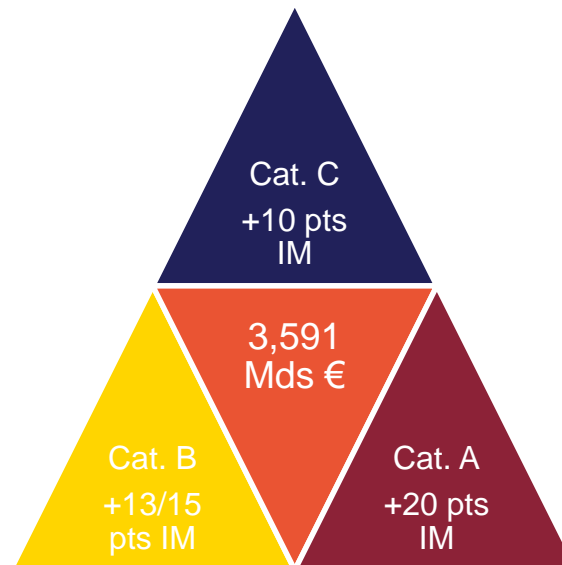 Cat. C
+10 pts
IM
3,591
Mds €
Cat. B
+13/15
pts IM
Cat. A
+20 pts
IM